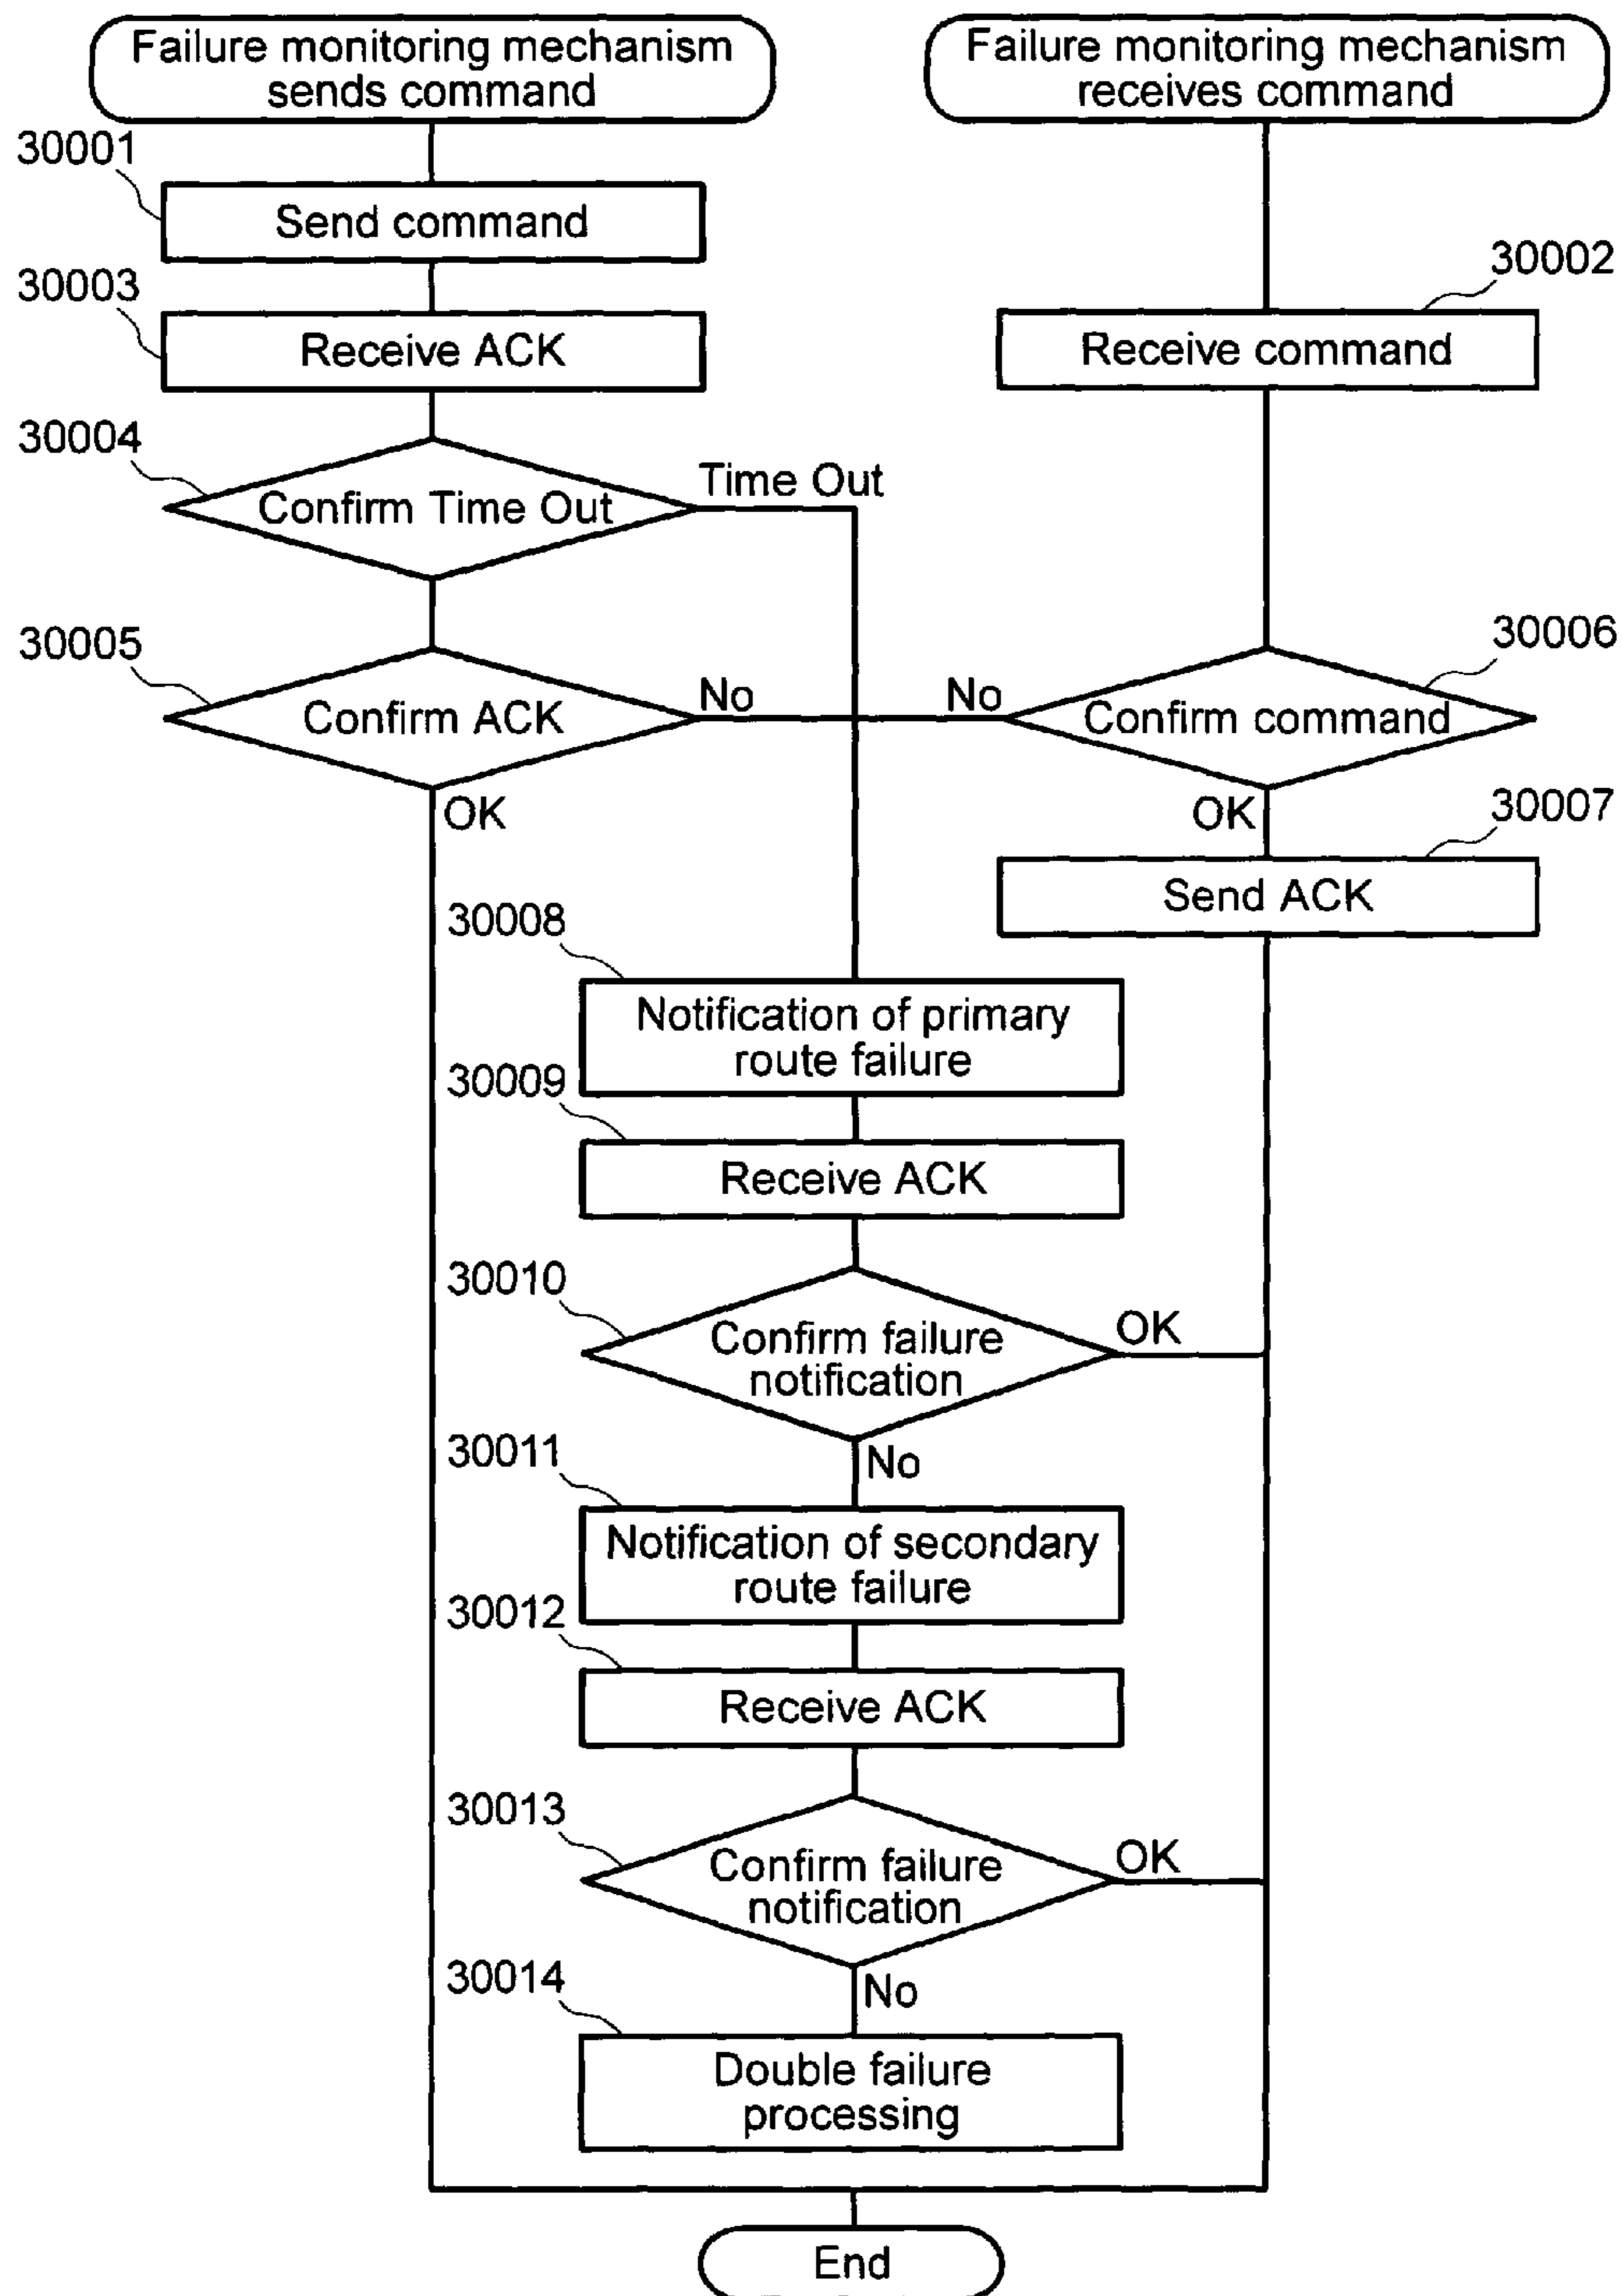 Failure monitoring mechanism
sends command
Failure monitoring mechanism
receives command
30001
Send command
30002
30003
Receive ACK
Receive command
30004
Confirm Time Out
Time Out
30005
30006
Confirm ACK
No
No
Confirm command
OK
OK
30007
Send ACK
30008
Notification of primary
route failure
30009
Receive ACK
30010
Confirm failure
notification
OK
No
30011
Notification of secondary
route failure
30012
Receive ACK
30013
Confirm failure
notification
OK
No
30014
Double failure
processing
End